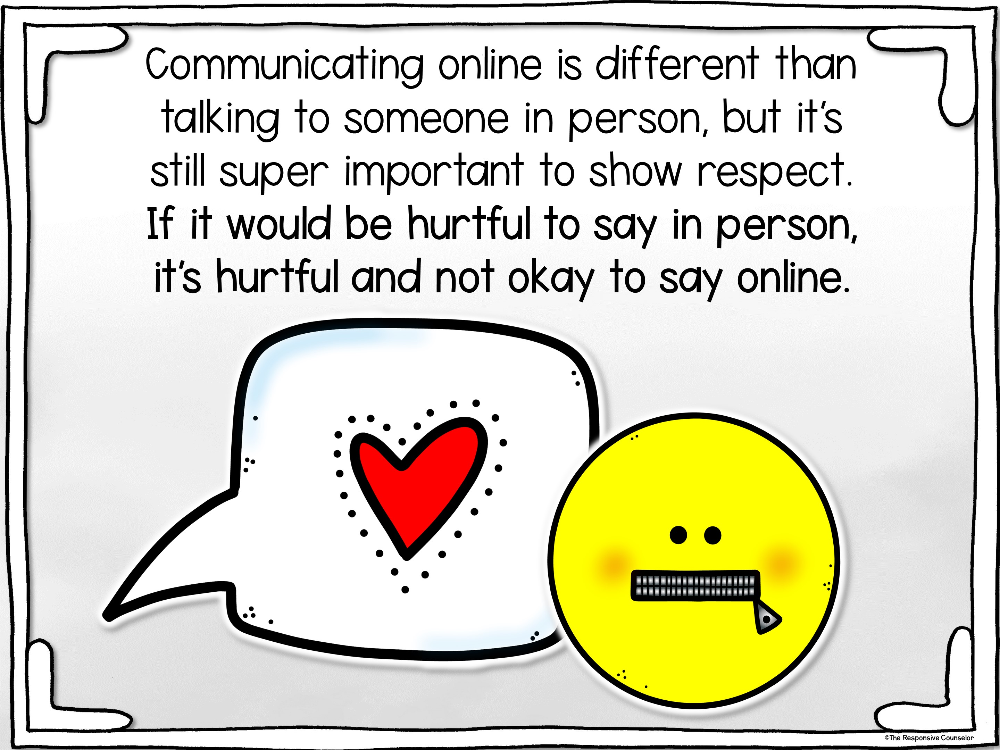 Communicating online is different than
talking to someone in person, but it's
still super important to show respect.
If it would be hurtful to say in person,
it's hurtful and not okay to say online.
©The Responsive Counselor